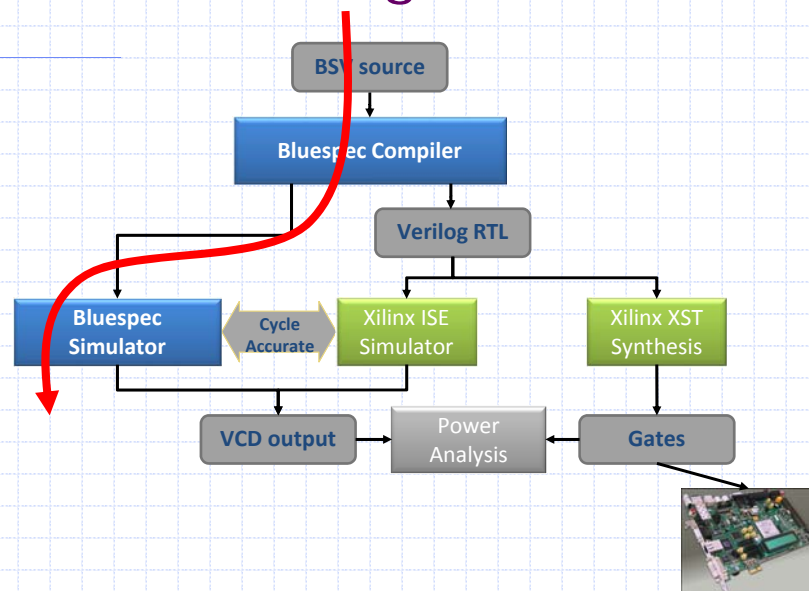 BSV source
Bluespec Compiler
Verilog RTL
Bluespec
Simulator
Cycle
Accurate
Xilinx ISE
Simulator
Xilinx XST
Synthesis
VCD output
Power
Analysis
Gates